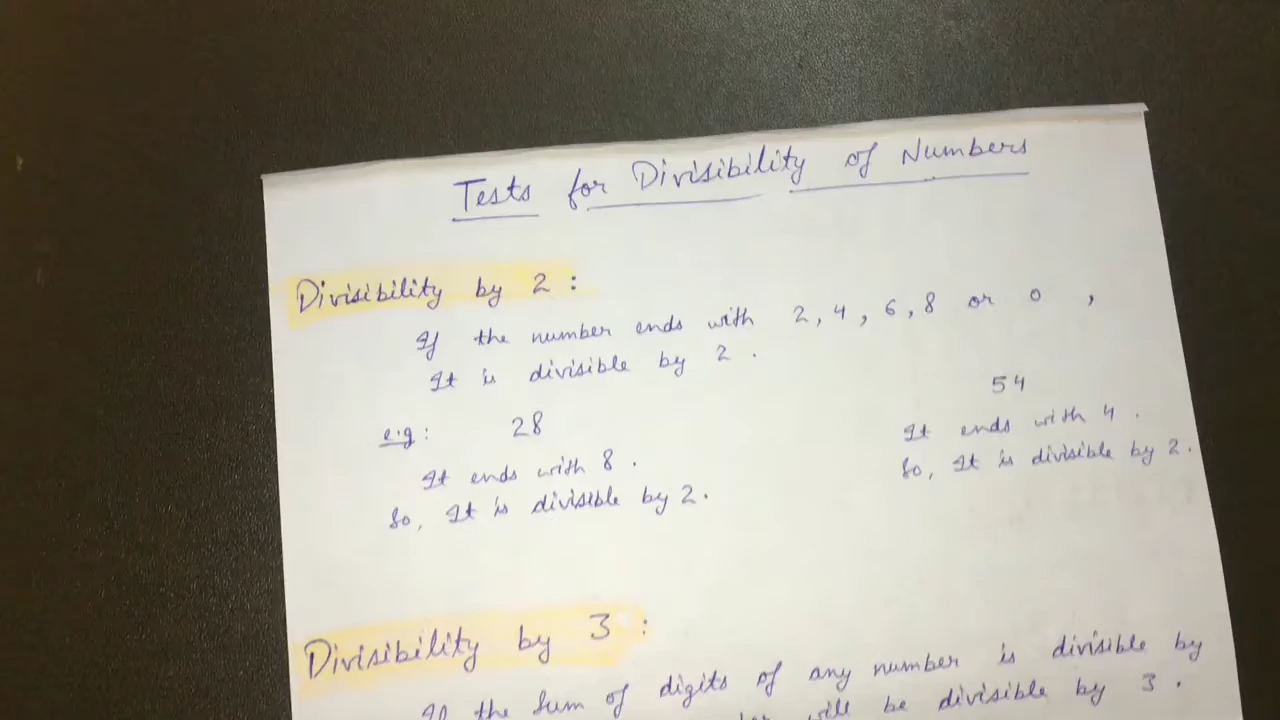 Tests for Divisibility of Numbers
Divisibility by 2 :
If the number ends with 2, 4, 6, 8 or 0 ,
It is divisible by 2 .
e.g : 28
It ends with 8 .
So, It is divisible by 2 .
54
It ends with 4 .
So, It is divisible by 2 .
Divisibility by 3 :
If the sum of digits of any number is divisible by
will be divisible by 3 .